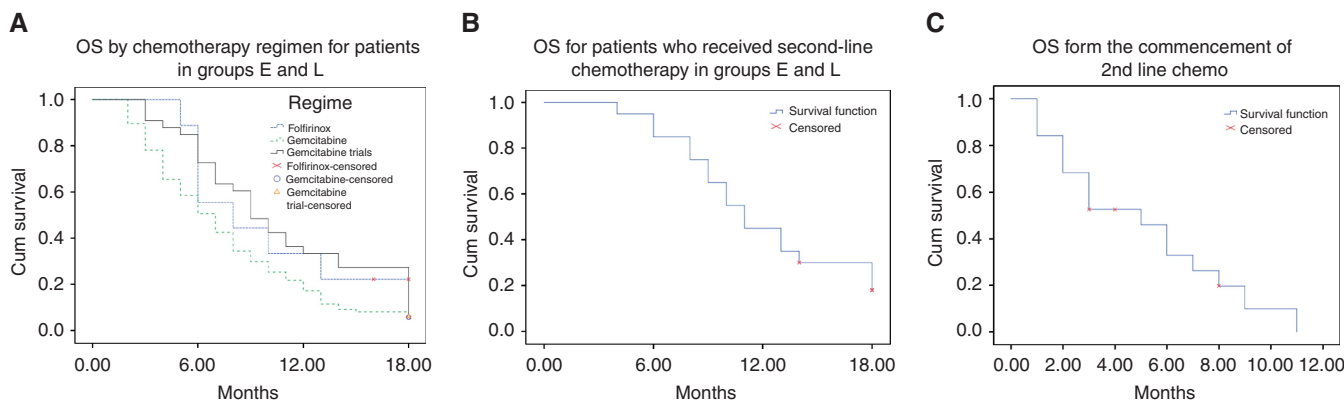 A
OS by chemotherapy regimen for patients
in groups E and L
Cum survival
1.0
0.8
0.6
0.4
0.2
0.0
Regime
Folfirinox
Gemcitabine
Gemcitabine trials
Folfirinox-censored
Gemcitabine-censored
Gemcitabine
trial-censored
0.00 6.00 12.00 18.00
Months
B
OS for patients who received second-line
chemotherapy in groups E and L
Cum survival
1.0
0.8
0.6
0.4
0.2
0.0
Survival function
Censored
0.00 6.00 12.00 18.00
Months
C
OS form the commencement of
2nd line chemo
Cum survival
1.0
0.8
0.6
0.4
0.2
0.0
Survival function
Censored
0.00 2.00 4.00 6.00 8.00 10.00 12.00
Months